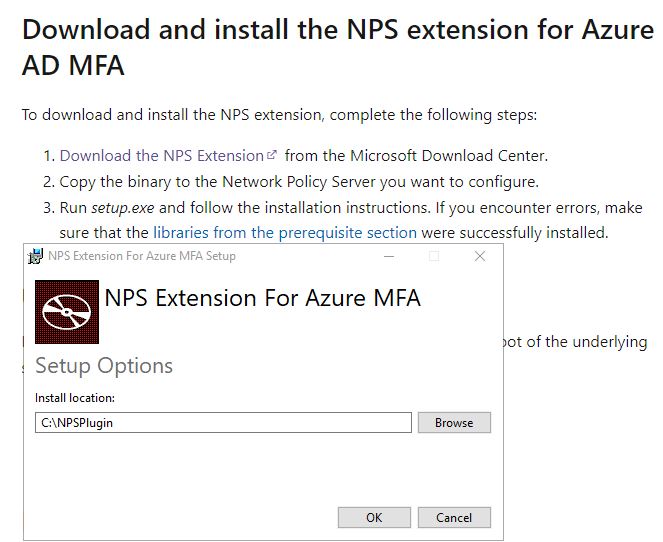 Download and install the NPS extension for Azure
AD MFA
To download and install the NPS extension, complete the following steps:
1. Download the NPS Extension from the Microsoft Download Center.
2. Copy the binary to the Network Policy Server you want to configure.
3. Run setup.exe and follow the installation instructions. If you encounter errors, make
sure that the libraries from the prerequisite section were successfully installed.
NPS Extension For Azure MFA Setup
NPS Extension For Azure MFA
of the underlying
Setup Options
Install location:
C:\NPSPlugin
Browse
OK
Cancel